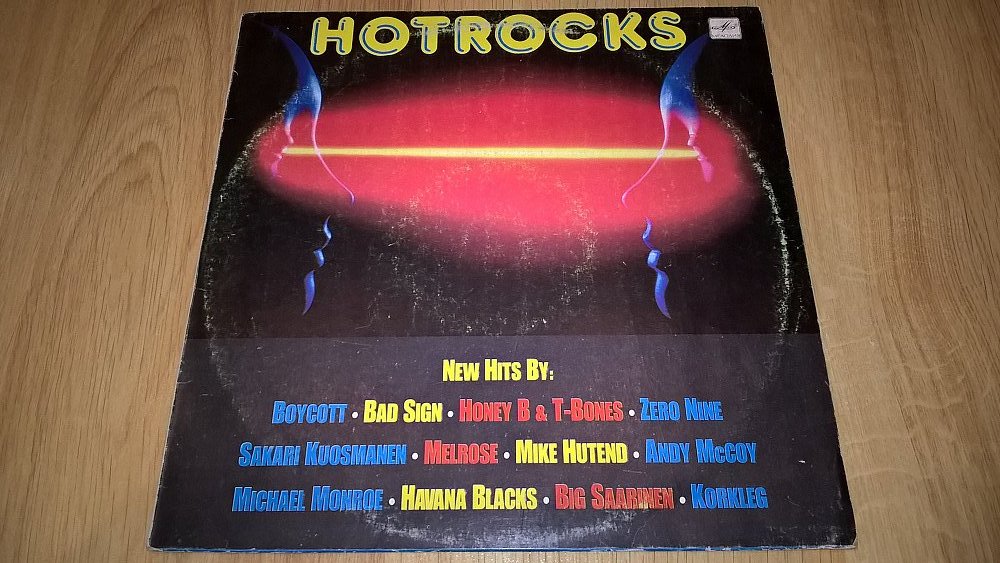 HOTROCKS
МЕЛОДИЯ
NEW HITS BY:
BOYCOTT • BAD SIGN • HONEY B & T-BONES • ZERO NINE
SAKARI KUOSMANEN • MELROSE • MIKE HUTEND • ANDY MCCOY
MICHAEL MONROE • HAVANA BLACKS • BIG SAARINEN • KORKLEG